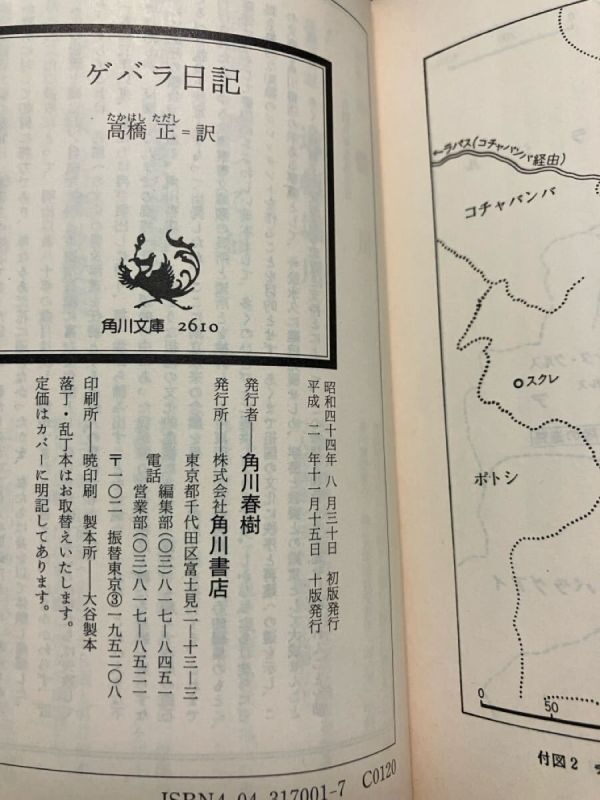 ゲバラ日記
たかはし ただし
高橋 正=訳
角川文庫 2610
昭和四十四年 八 月三十日 初版発行
平成 二 年十一月十五日 十版発行
発行者――角川春樹
発行所――株式会社角川書店
東京都千代田区富士見二―十三―三
電話 編集部(〇三)八一七―八四五一
営業部(〇三)八一七―八五二一
〒一〇二 振替東京③一九五二〇八
印刷所――暁印刷 製本所――大谷製本
落丁・乱丁本はお取替えいたします。
定価はカバーに明記してあります。
ISBN4-04-317001-7 C0120
←ラパス(コチャバンバ経由)
コチャバンバ
スクレ
ポトシ
0 50
付図2